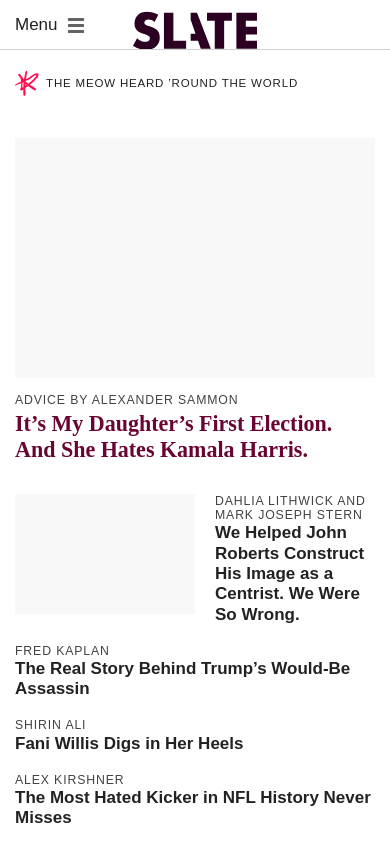 Menu
SLATE
THE MEOW HEARD ’ROUND THE WORLD
ADVICE BY ALEXANDER SAMMON
It’s My Daughter’s First Election.
And She Hates Kamala Harris.
DAHLIA LITHWICK AND
MARK JOSEPH STERN
We Helped John
Roberts Construct
His Image as a
Centrist. We Were
So Wrong.
FRED KAPLAN
The Real Story Behind Trump’s Would-Be
Assassin
SHIRIN ALI
Fani Willis Digs in Her Heels
ALEX KIRSHNER
The Most Hated Kicker in NFL History Never
Misses